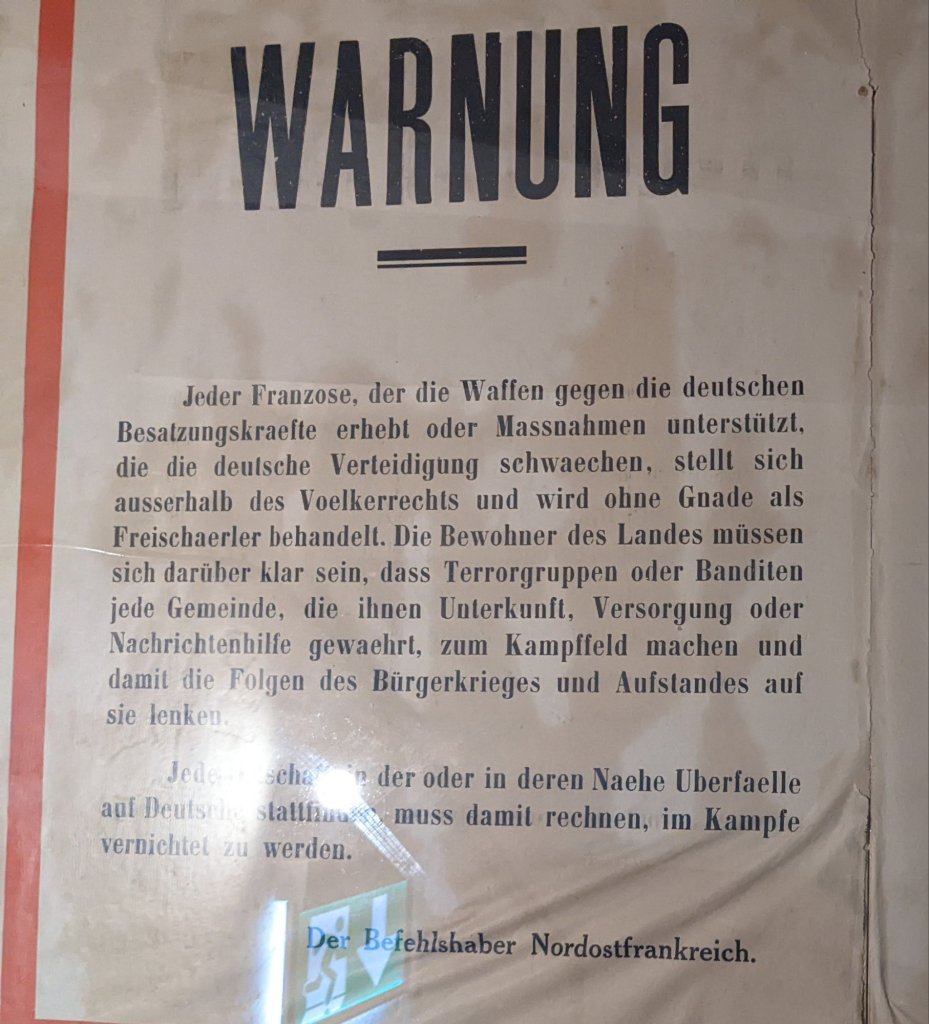 WARNUNG
Jeder Franzose, der die Waffen gegen die deutschen
Besatzungskraefte erhebt oder Massnahmen unterstützt,
die die deutsche Verteidigung schwaechen, stellt sich
ausserhalb des Voelkerrechts und wird ohne Gnade als
Freischaerler behandelt. Die Bewohner des Landes müssen
sich darüber klar sein, dass Terrorgruppen oder Banditen
jede Gemeinde, die ihnen Unterkunft, Versorgung oder
Nachrichtenhilfe gewaehrt, zum Kampffeld machen und
damit die Folgen des Bürgerkrieges und Aufstandes auf
sie lenken.
der oder in deren Naehe Uberfaelle
auf muss damit rechnen, im Kampfe
vernichtet zu werden.
Der Befehlshaber Nordostfrankreich.